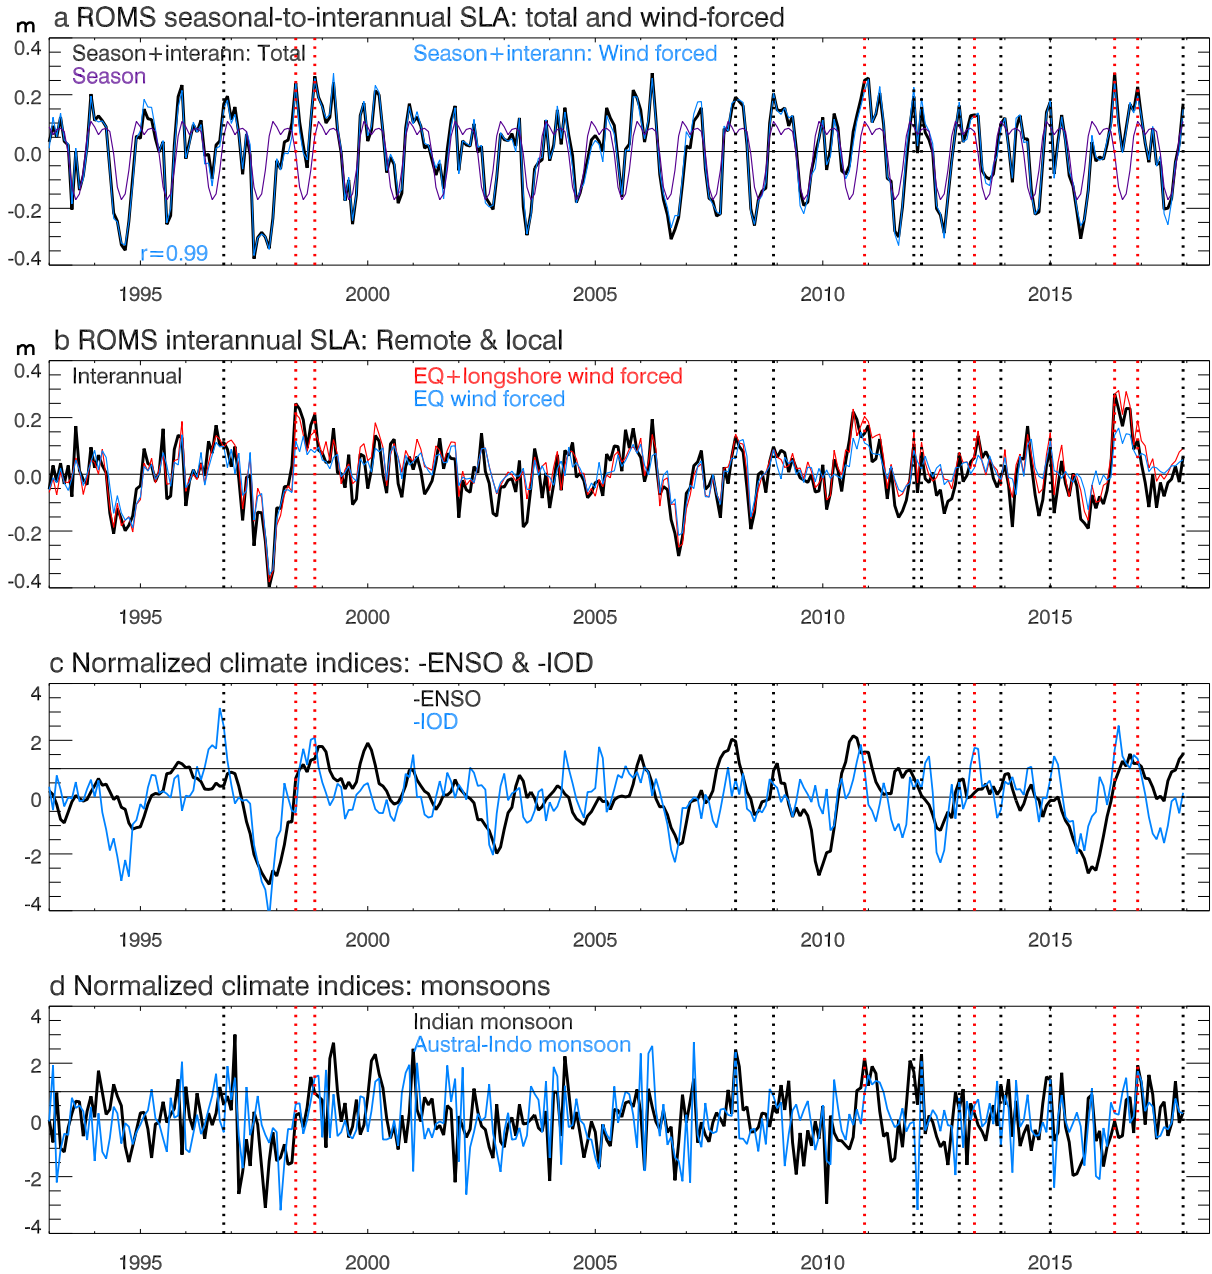 a ROMS seasonal-to-interannual SLA: total and wind-forced
m
0.4
Season+interann: Total
Season+interann: Wind forced
Season
0.2
0.0
-0.2
r=0.99
-0.4
1995 2000 2005 2010 2015
b ROMS interannual SLA: Remote & local
m
0.4
Interannual
EQ+longshore wind forced
EQ wind forced
0.2
0.0
-0.2
-0.4
1995 2000 2005 2010 2015
c Normalized climate indices: -ENSO & -IOD
4
-ENSO
-IOD
2
0
-2
-4
1995 2000 2005 2010 2015
d Normalized climate indices: monsoons
4
Indian monsoon
Austral-Indo monsoon
2
0
-2
-4
1995 2000 2005 2010 2015